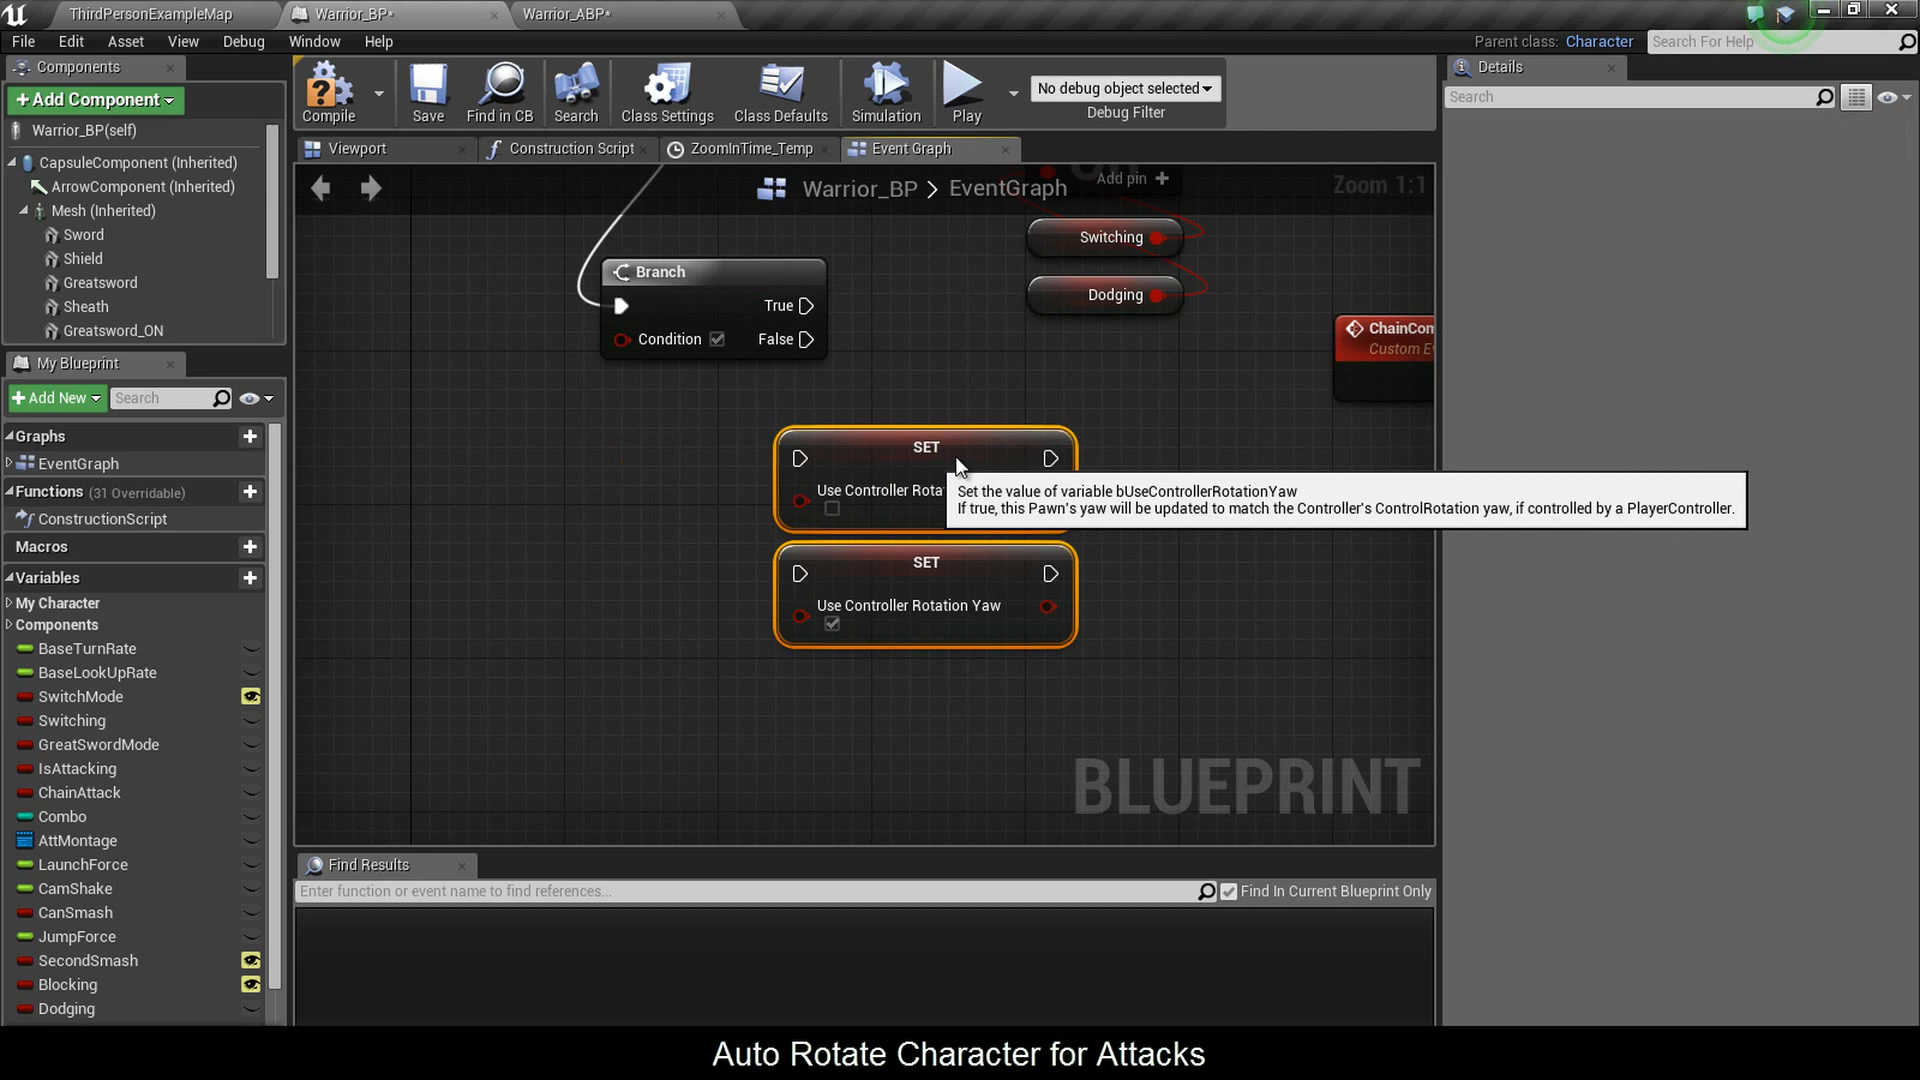 ThirdPersonExampleMap
Warrior_BP*
Warrior_ABP*
File Edit Asset View Debug Window Help
Parent class: Character
Search For Help
Components
+Add Component
Warrior_BP(self)
CapsuleComponent (Inherited)
ArrowComponent (Inherited)
Mesh (Inherited)
Sword
Shield
Greatsword
Sheath
Greatsword_ON
Compile
Save
Find in CB
Search
Class Settings
Class Defaults
Simulation
Play
No debug object selected
Debug Filter
Details
Search
Viewport
Construction Script
ZoomInTime_Temp
Event Graph
Warrior_BP > EventGraph
Zoom 1:1
Add pin +
Switching
Dodging
Branch
True
Condition
False
ChainCom
Custom E
SET
Use Controller Rota
Set the value of variable bUseControllerRotationYaw
If true, this Pawn's yaw will be updated to match the Controller's ControlRotation yaw, if controlled by a PlayerController.
SET
Use Controller Rotation Yaw
BLUEPRINT
My Blueprint
+Add New
Search
Graphs
EventGraph
Functions (31 Overridable)
ConstructionScript
Macros
Variables
My Character
Components
BaseTurnRate
BaseLookUpRate
SwitchMode
Switching
GreatSwordMode
IsAttacking
ChainAttack
Combo
AttMontage
LaunchForce
CamShake
CanSmash
JumpForce
SecondSmash
Blocking
Dodging
Find Results
Enter function or event name to find references...
Find In Current Blueprint Only
Auto Rotate Character for Attacks